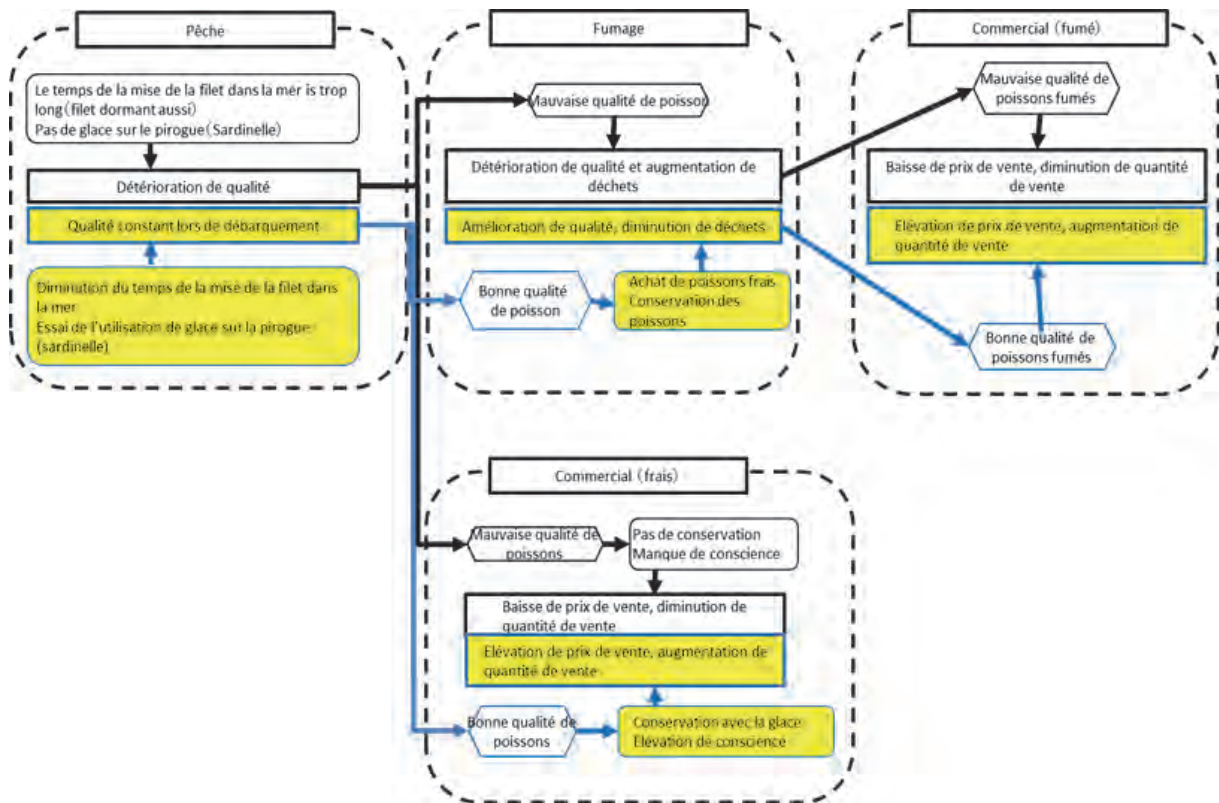 Pêche
Le temps de la mise de la filet dans la mer is trop
long(filet dormant aussi)
Pas de glace sur le pirogue(Sardinelle)
Détérioration de qualité
Qualité constant lors de débarquement
Diminution du temps de la mise de la filet dans
la mer
Essai de l'utilisation de glace sur la pirogue
(sardinelle)
Fumage
Mauvaise qualité de poisson
Détérioration de qualité et augmentation de
déchets
Amélioration de qualité, diminution de déchets
Bonne qualité
de poisson
Achat de poissons frais
Conservation des
poissons
Commercial (fumé)
Mauvaise qualité de
poissons fumés
Baisse de prix de vente, diminution de quantité
de vente
Elévation de prix de vente, augmentation de
quantité de vente
Bonne qualité de
poissons fumés
Commercial (frais)
Mauvaise qualité de
poissons
Pas de conservation
Manque de conscience
Baisse de prix de vente, diminution de
quantité de vente
Elévation de prix de vente, augmentation de
quantité de vente
Bonne qualité de
poissons
Conservation avec la glace
Elévation de conscience